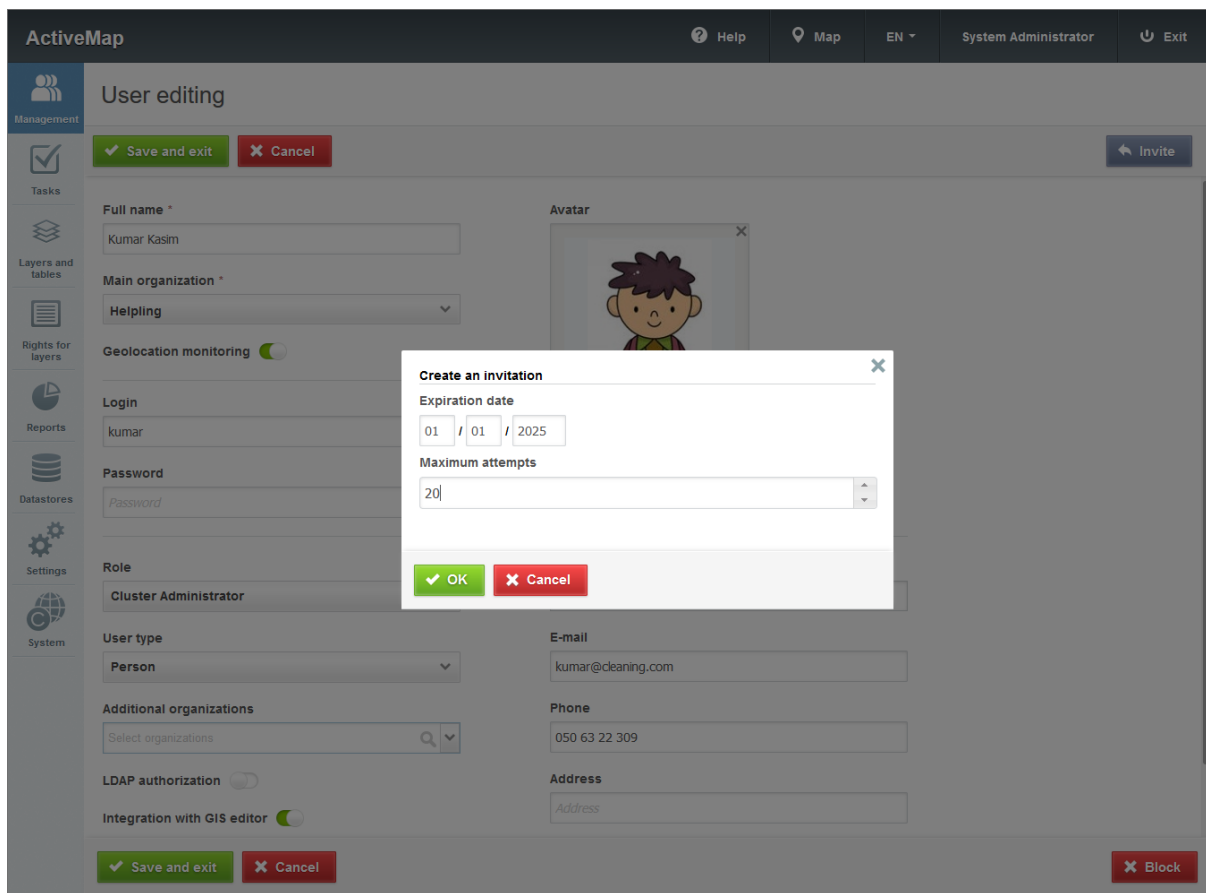 ActiveMap
Help
Map
EN
System Administrator
Exit
Management
Tasks
Layers and
tables
Rights for
layers
Reports
Datastores
Settings
System
User editing
Save and exit
Cancel
Invite
Full name *
Kumar Kasim
Main organization *
Helpling
Geolocation monitoring
Login
kumar
Password
Password
Role
Cluster Administrator
User type
Person
Additional organizations
Select organizations
LDAP authorization
Integration with GIS editor
Avatar
Create an invitation
Expiration date
01 / 01 / 2025
Maximum attempts
20
OK
Cancel
E-mail
kumar@cleaning.com
Phone
050 63 22 309
Address
Address
Save and exit
Cancel
Block